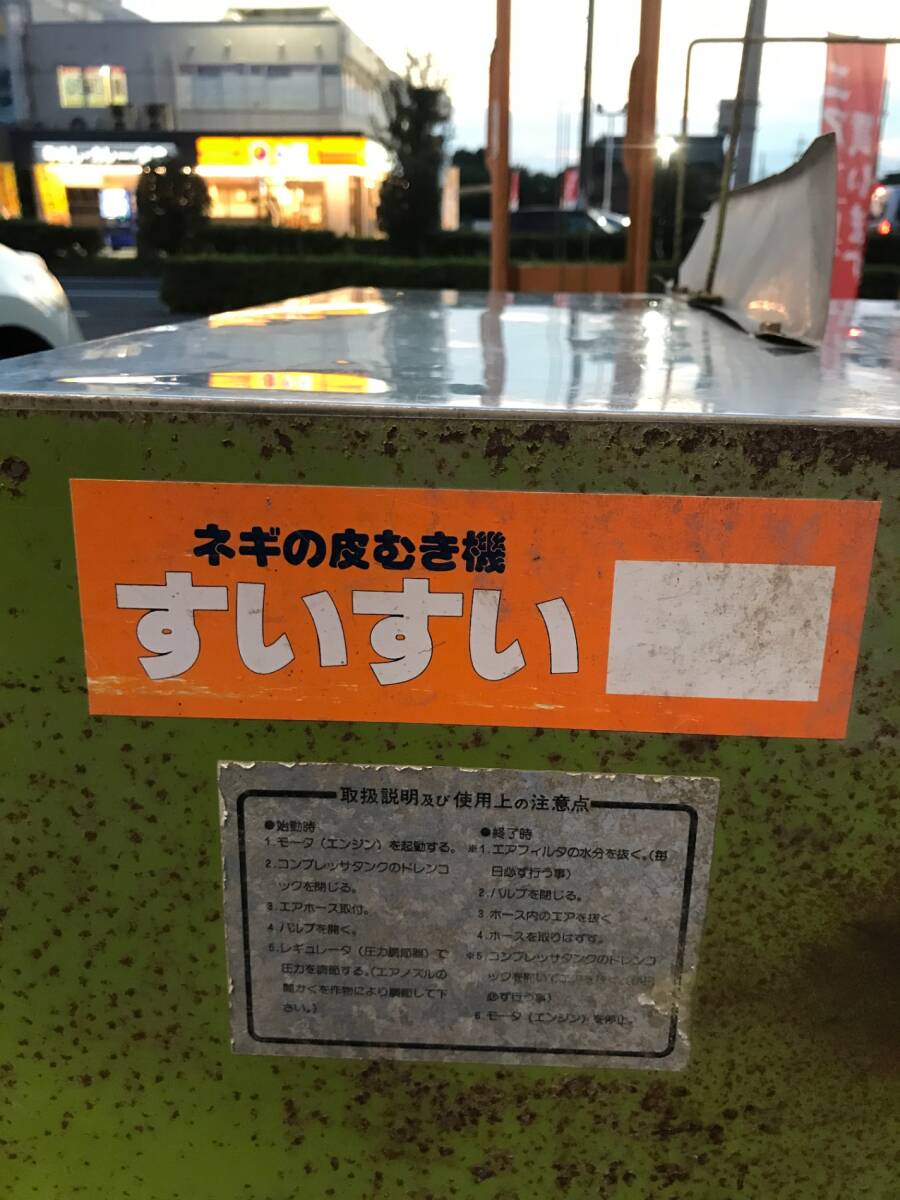 ネギの皮むき機
すいすい
取扱説明及び使用上の注意点
●始動時
1.モータ（エンジン）を起動する。
2.コンプレッサタンクのドレンコ
ックを閉じる。
3.エアホース取付。
4.バルブを開く。
5.レギュレータ（圧力調節器）で
圧力を調節する。（エアノズルの
開かくを作物により調節して下
さい。）
●終了時
※1.エアフィルタの水分を抜く。（毎
日必ず行う事）
2.バルブを閉じる。
3.ホース内のエアを抜く
4.ホースを取りはずす。
※5.コンプレッサタンクのドレンコ
ックを開いてエアを
必ず行う事）
6.モータ（エンジン）を停止。